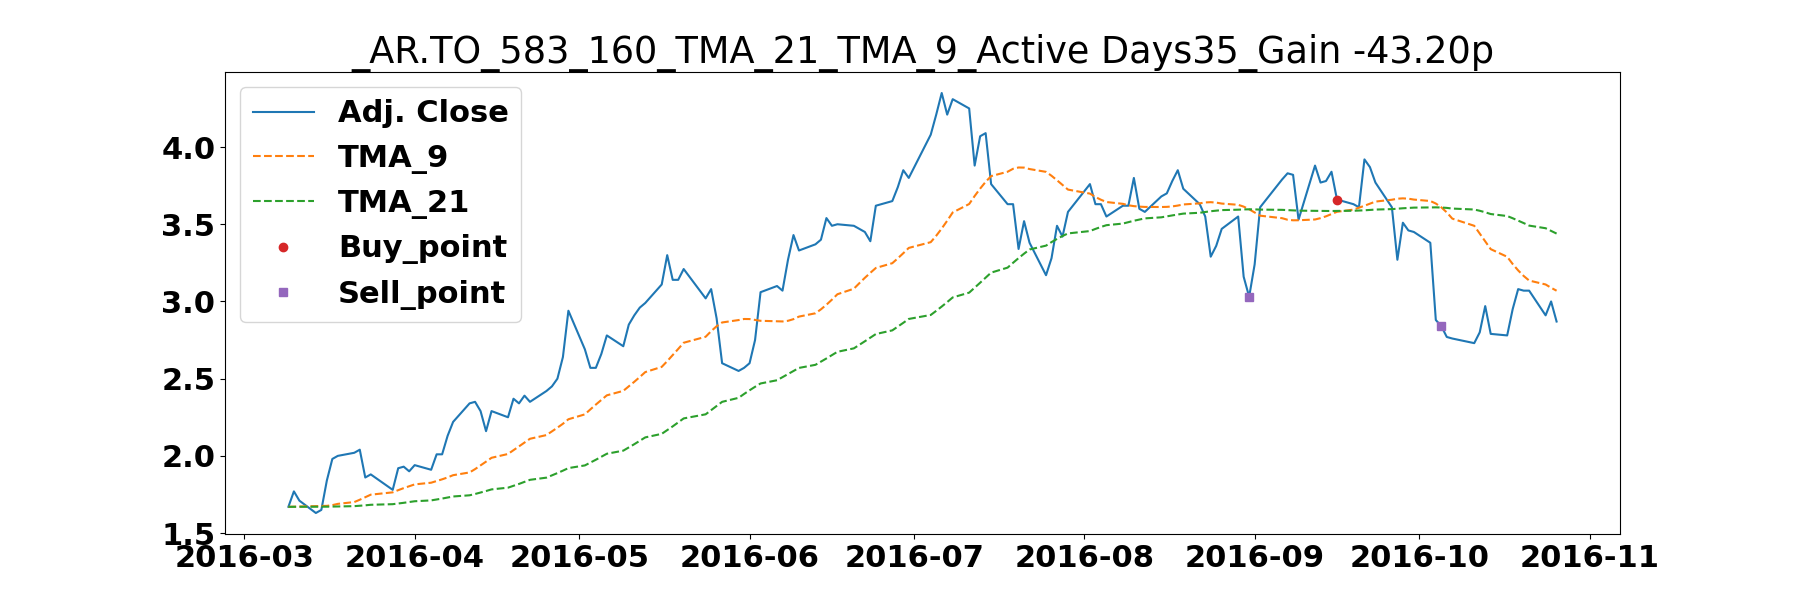 _AR.TO_583_160_TMA_21_TMA_9_Active Days35_Gain -43.20p
Adj. Close
TMA_9
TMA_21
Buy_point
Sell_point
4.0
3.5
3.0
2.5
2.0
1.5
2016-03 2016-04 2016-05 2016-06 2016-07 2016-08 2016-09 2016-10 2016-11